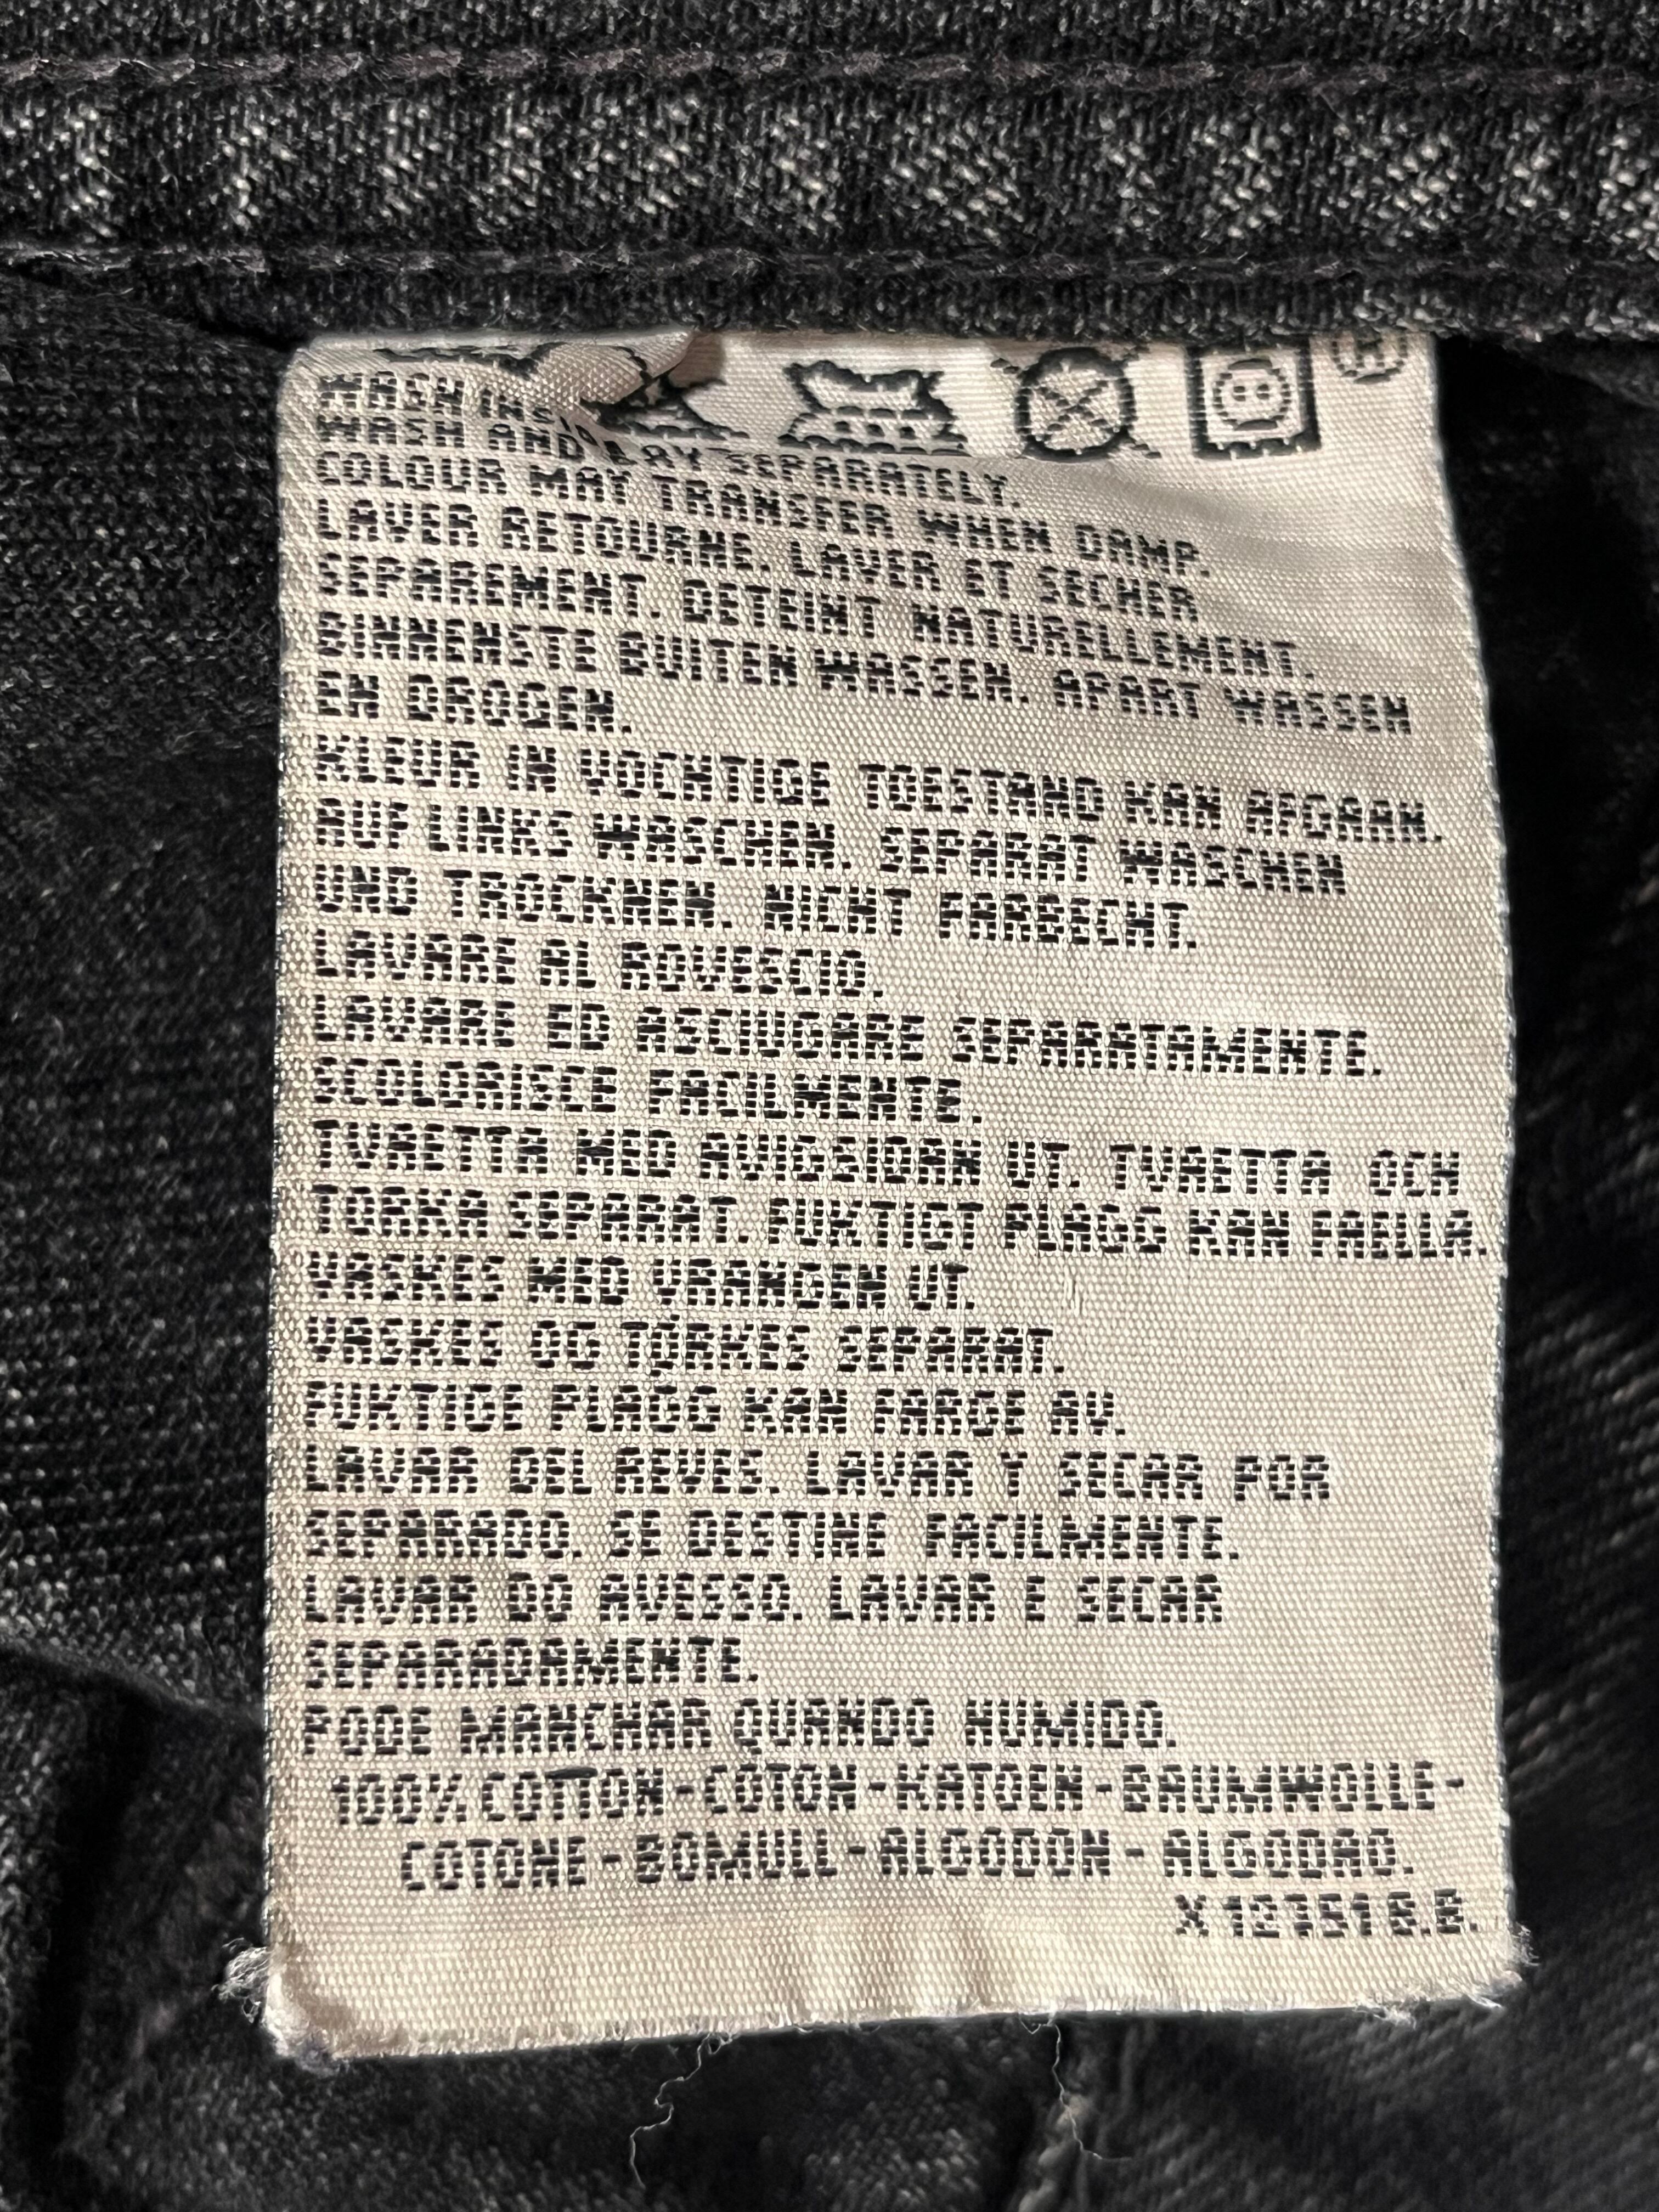 WASH INSIDE
WASH AND DRY SEPARATELY.
COLOUR MAY TRANSFER WHEN DAMP.
LAVER RETOURNE. LAVER ET SECHER
SEPAREMENT. DETEINT NATURELLEMENT.
BINNENSTE BUITEN WASSEN. APART WASSEN
EN DROGEN.
KLEUR IN VOCHTIGE TOESTAND KAN AFGAAN.
AUF LINKS WASCHEN. SEPARAT WASCHEN
UND TROCKNEN. NICHT FARBECHT.
LAVARE AL ROVESCIO.
LAVARE ED ASCIUGARE SEPARATAMENTE.
SCOLORISCE FACILMENTE.
TVAETTA MED AVIGSIDAN UT. TVAETTA OCH
TORKA SEPARAT. FUKTIGT PLAGG KAN FAELLA.
VASKES MED VRANGEN UT.
VASKES OG TORKES SEPARAT.
FUKTIGE PLAGG KAN FARGE AV.
LAVAR DEL REVES. LAVAR Y SECAR POR
SEPARADO. SE DESTINE FACILMENTE.
LAVAR DO AVESSO. LAVAR E SECAR
SEPARADAMENTE.
PODE MANCHAR QUANDO HUMIDO.
100% COTTON-COTON-KATOEN-BAUMWOLLE-
COTONE-BOMULL-ALGODON-ALGODAO.